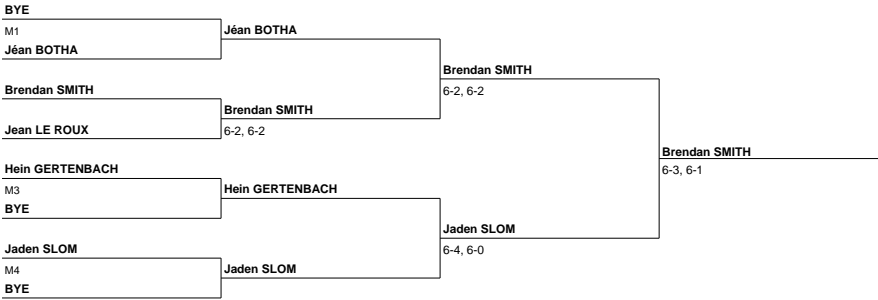 BYE
M1
Jéan BOTHA
Jéan BOTHA
Brendan SMITH
6-2, 6-2
Brendan SMITH
Brendan SMITH
6-2, 6-2
Jean LE ROUX
Brendan SMITH
6-3, 6-1
Hein GERTENBACH
M3
Hein GERTENBACH
BYE
Jaden SLOM
6-4, 6-0
Jaden SLOM
M4
Jaden SLOM
BYE